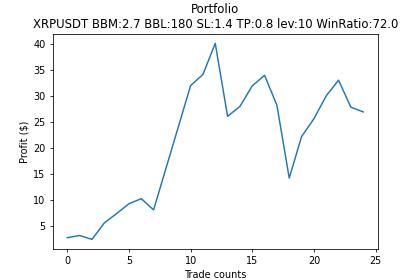 Portfolio
XRPUSDT BBM:2.7 BBL:180 SL:1.4 TP:0.8 lev:10 WinRatio:72.0
40
35
30
25
20
15
10
5
Profit ($)
0 5 10 15 20 25
Trade counts